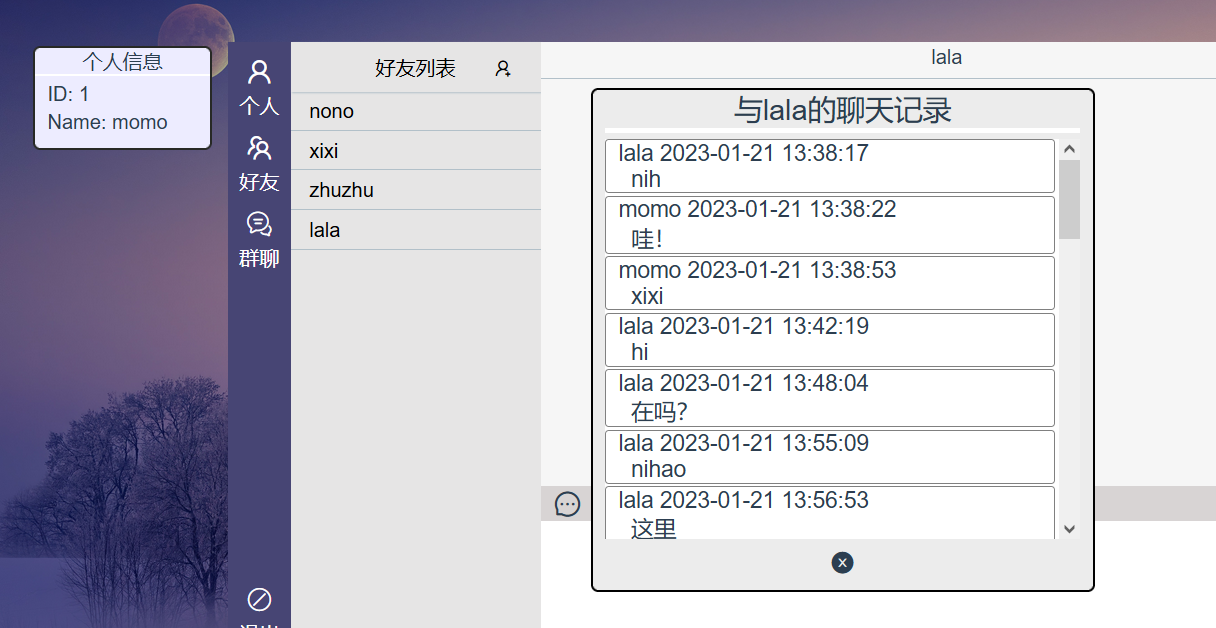 个人信息
ID: 1
Name: momo
个人
好友
群聊
好友列表
nono
xixi
zhuzhu
lala
lala
与lala的聊天记录
lala 2023-01-21 13:38:17
nih
momo 2023-01-21 13:38:22
哇!
momo 2023-01-21 13:38:53
xixi
lala 2023-01-21 13:42:19
hi
lala 2023-01-21 13:48:04
在吗?
lala 2023-01-21 13:55:09
nihao
lala 2023-01-21 13:56:53
这里